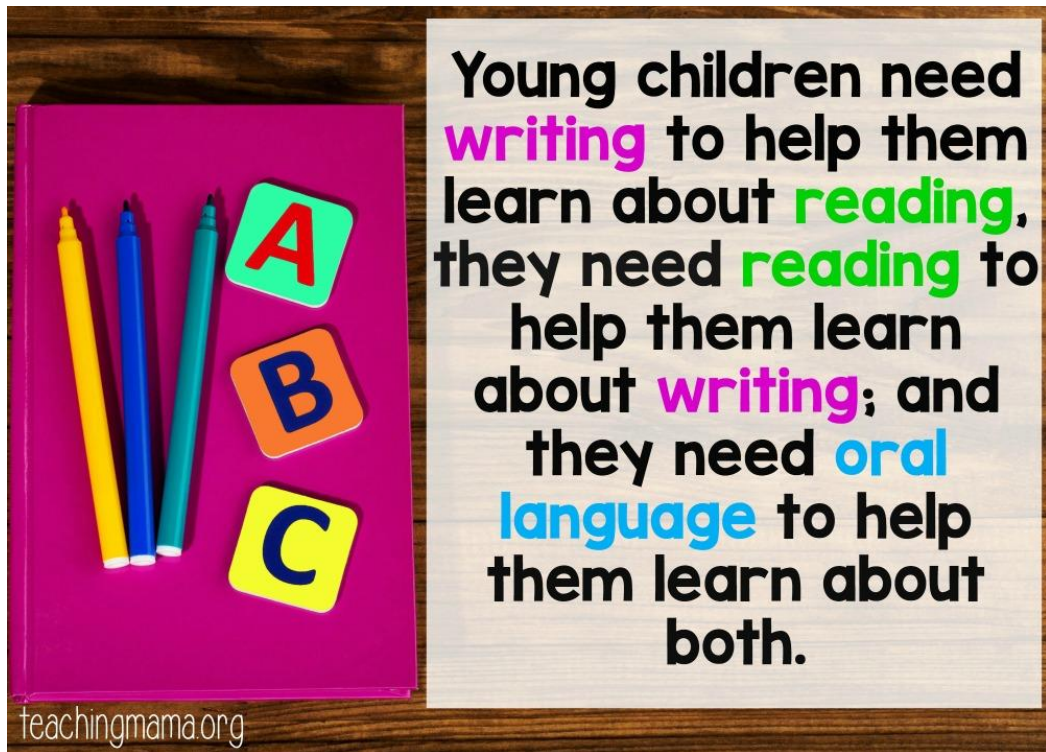 A
B
C
Young children need
writing to help them
learn about reading,
they need reading to
help them learn
about writing; and
they need oral
language to help
them learn about
both.
teachingmama.org